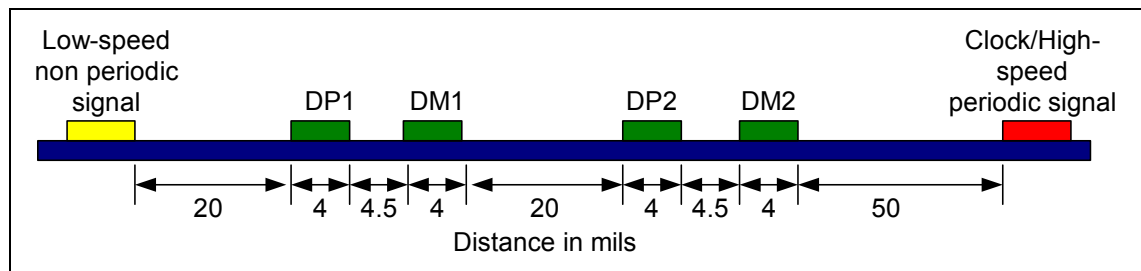 Low-speed
non periodic
signal
DP1
DM1
DP2
DM2
Clock/High-
speed
periodic signal
20
4
4.5
4
20
4
4.5
4
50
Distance in mils